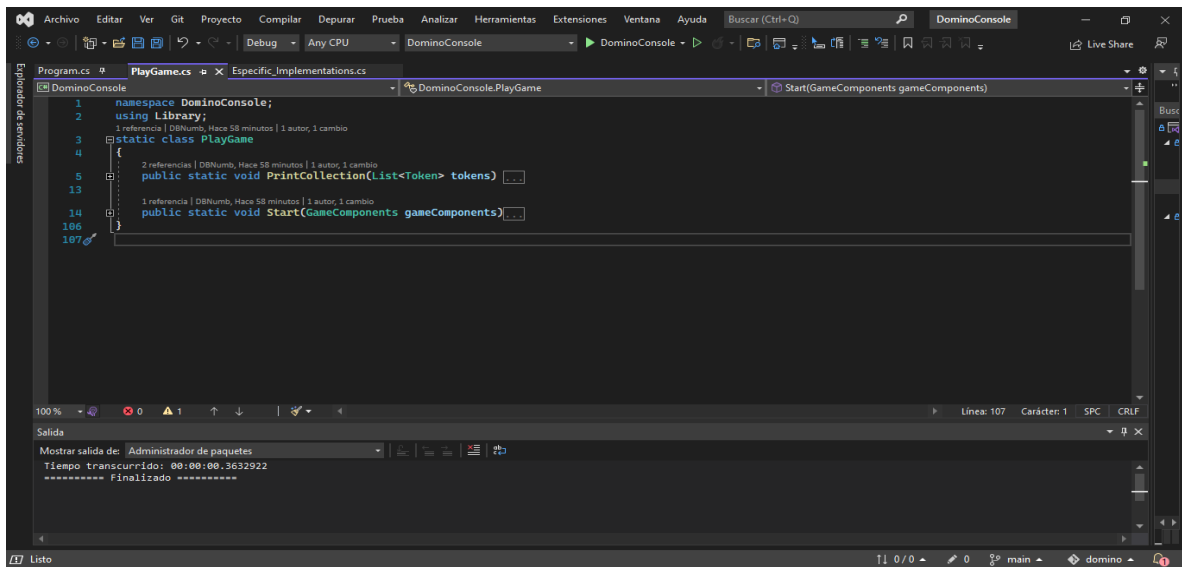 Archivo Editar Ver Git Proyecto Compilar Depurar Prueba Analizar Herramientas Extensiones Ventana Ayuda Buscar (Ctrl+Q) DominoConsole
Debug Any CPU DominoConsole DominoConsole Live Share
Explorador de servidores
Program.cs PlayGame.cs Especific_Implementations.cs
DominoConsole DominoConsole.PlayGame Start(GameComponents gameComponents)
1 namespace DominoConsole;
2 using Library;
1 referencia | DBNumb, Hace 58 minutos | 1 autor, 1 cambio
3 static class PlayGame
4 {
2 referencias | DBNumb, Hace 58 minutos | 1 autor, 1 cambio
5 public static void PrintCollection(List<Token> tokens) ...
13
1 referencia | DBNumb, Hace 58 minutos | 1 autor, 1 cambio
14 public static void Start(GameComponents gameComponents) ...
106 }
107
100 % 0 1 Línea: 107 Carácter: 1 SPC CRLF
Salida
Mostrar salida de: Administrador de paquetes
Tiempo transcurrido: 00:00:00.3632922
========== Finalizado ==========
Listo 0 / 0 0 main domino 1